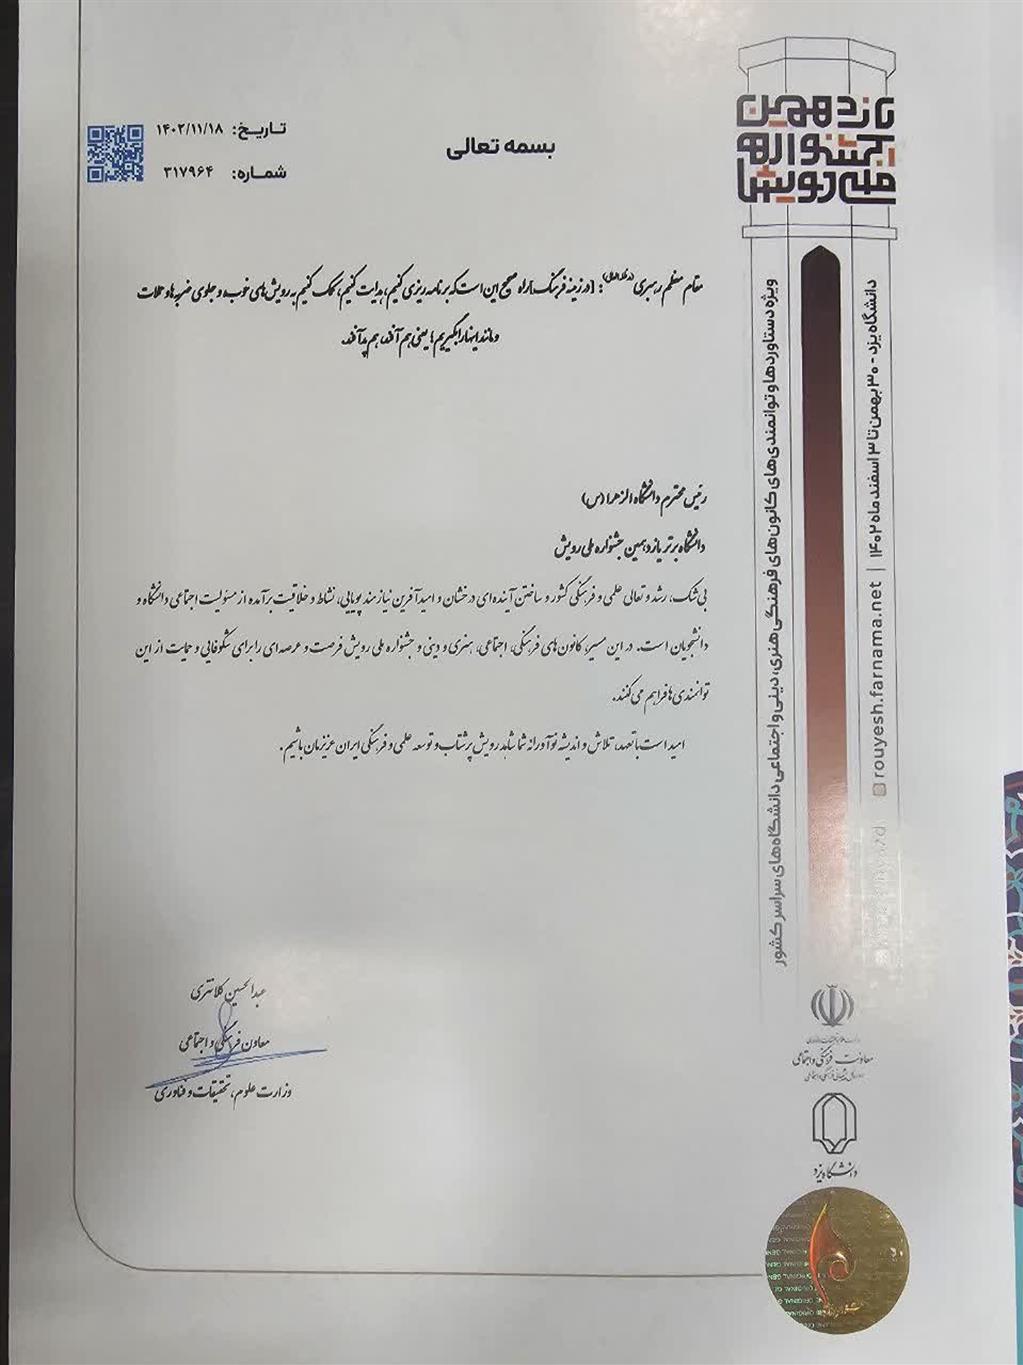 یازدهمین
جشنواره
ملی رویش
بسمه تعالی
تاریخ: ۱۴۰۲/۱۱/۱۸
شماره: ۳۱۷۹۶۴
مقام معظم رهبری (مدظله العالی): [در زمینه فرهنگ] راه صحیح این است که برنامه ریزی کنیم، هدایت کنیم، کمک کنیم به رویش‌های خوب، و جلوی ضربه‌ها و حملات
و مانند اینها را بگیریم؛ یعنی هم آفند، هم پدآفند.
رئیس محترم دانشگاه الزهرا (س)
دانشگاه برتر یازدهمین جشنواره ملی رویش
بی‌شک، رشد و تعالی علمی و فرهنگی کشور و ساختن آینده‌ای درخشان و امیدآفرین نیازمند پویایی، نشاط و خلاقیت برآمده از مسئولیت اجتماعی دانشگاه و
دانشجویان است. در این مسیر، کانون‌های فرهنگی، اجتماعی، هنری و دینی و جشنواره ملی رویش فرصت و عرصه‌ای را برای شکوفایی و حمایت از این
توانمندی‌ها فراهم می‌کنند.
امید است با تعهد، تلاش و اندیشه نوآورانه شما شاهد رویش پرشتاب و توسعه علمی و فرهنگی ایران عزیزمان باشیم.
عبدالحسین کلانتری
معاون فرهنگی و اجتماعی
وزارت علوم، تحقیقات و فناوری
ویژه دستاوردها و توانمندی‌های کانون‌های فرهنگی هنری، دینی و اجتماعی دانشگاه‌های سراسر کشور
دانشگاه یزد - ۳۰ بهمن تا ۳ اسفند ماه ۱۴۰۲ | rouyesh.farnama.net
وزارت علوم، تحقیقات و فناوری
معاونت فرهنگی و اجتماعی
دانشگاه یزد
ORIGINAL GENUINE